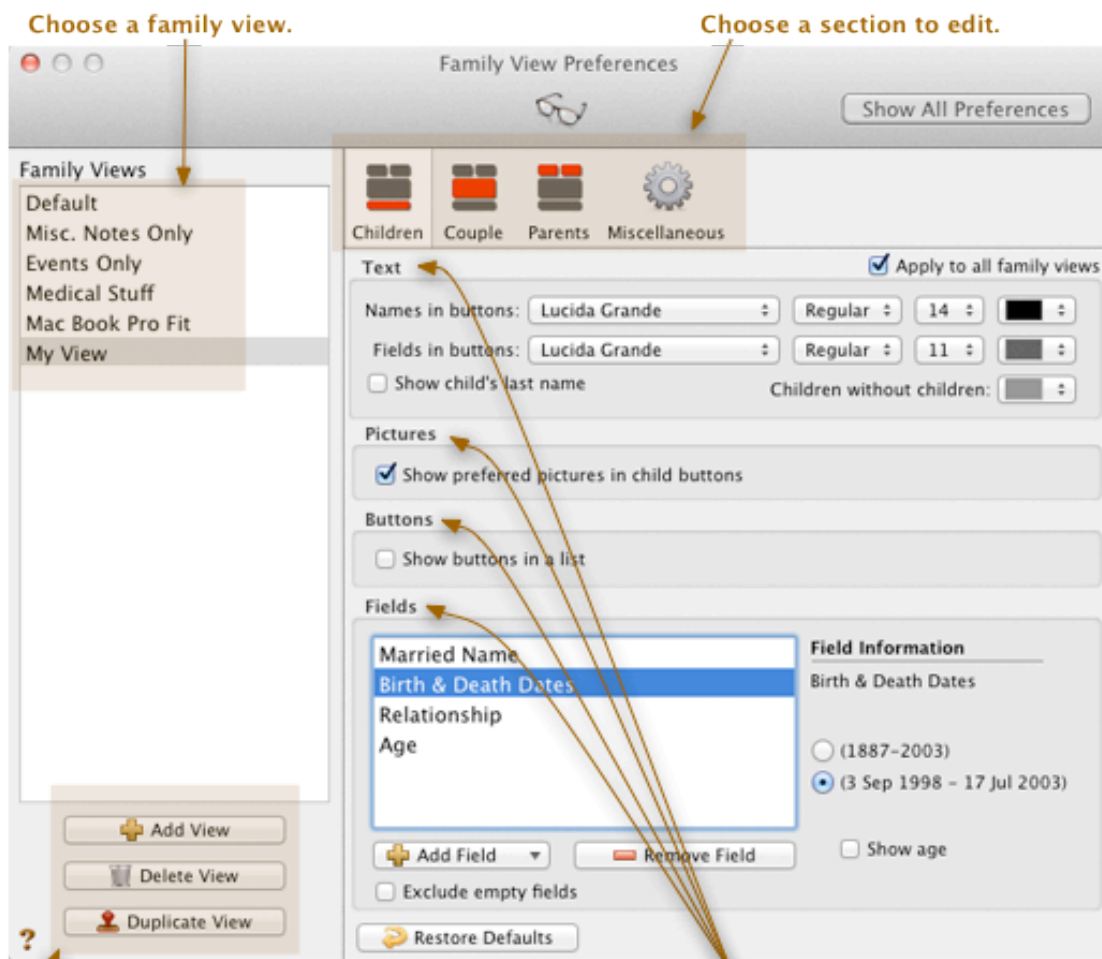 Choose a family view.
Choose a section to edit.
Family View Preferences
Show All Preferences
Family Views
Default
Misc. Notes Only
Events Only
Medical Stuff
Mac Book Pro Fit
My View
Add View
Delete View
Duplicate View
?
Children Couple Parents Miscellaneous
Text
Apply to all family views
Names in buttons: Lucida Grande Regular 14
Fields in buttons: Lucida Grande Regular 11
Show child's last name
Children without children:
Pictures
Show preferred pictures in child buttons
Buttons
Show buttons in a list
Fields
Married Name
Birth & Death Dates
Relationship
Age
Add Field
Remove Field
Exclude empty fields
Field Information
Birth & Death Dates
(1887-2003)
(3 Sep 1998 - 17 Jul 2003)
Show age
Restore Defaults